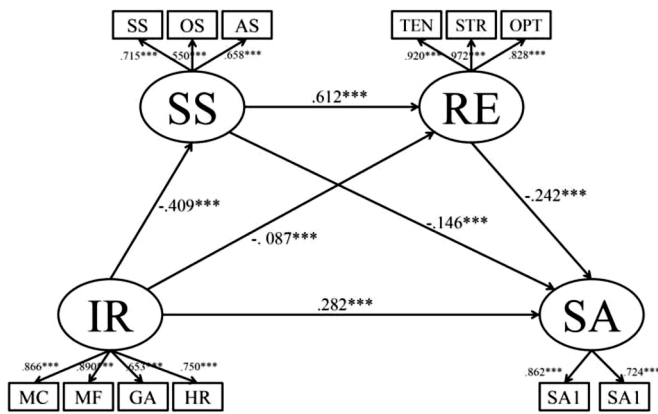 SS OS AS
TEN STR OPT
.715*** .550*** .658***
.920*** .972*** .828***
SS
RE
.612***
-.409***
-. 087***
-.146***
-.242***
IR
SA
.282***
.866*** .890*** .653*** .750***
.862*** .724***
MC MF GA HR
SA1 SA1